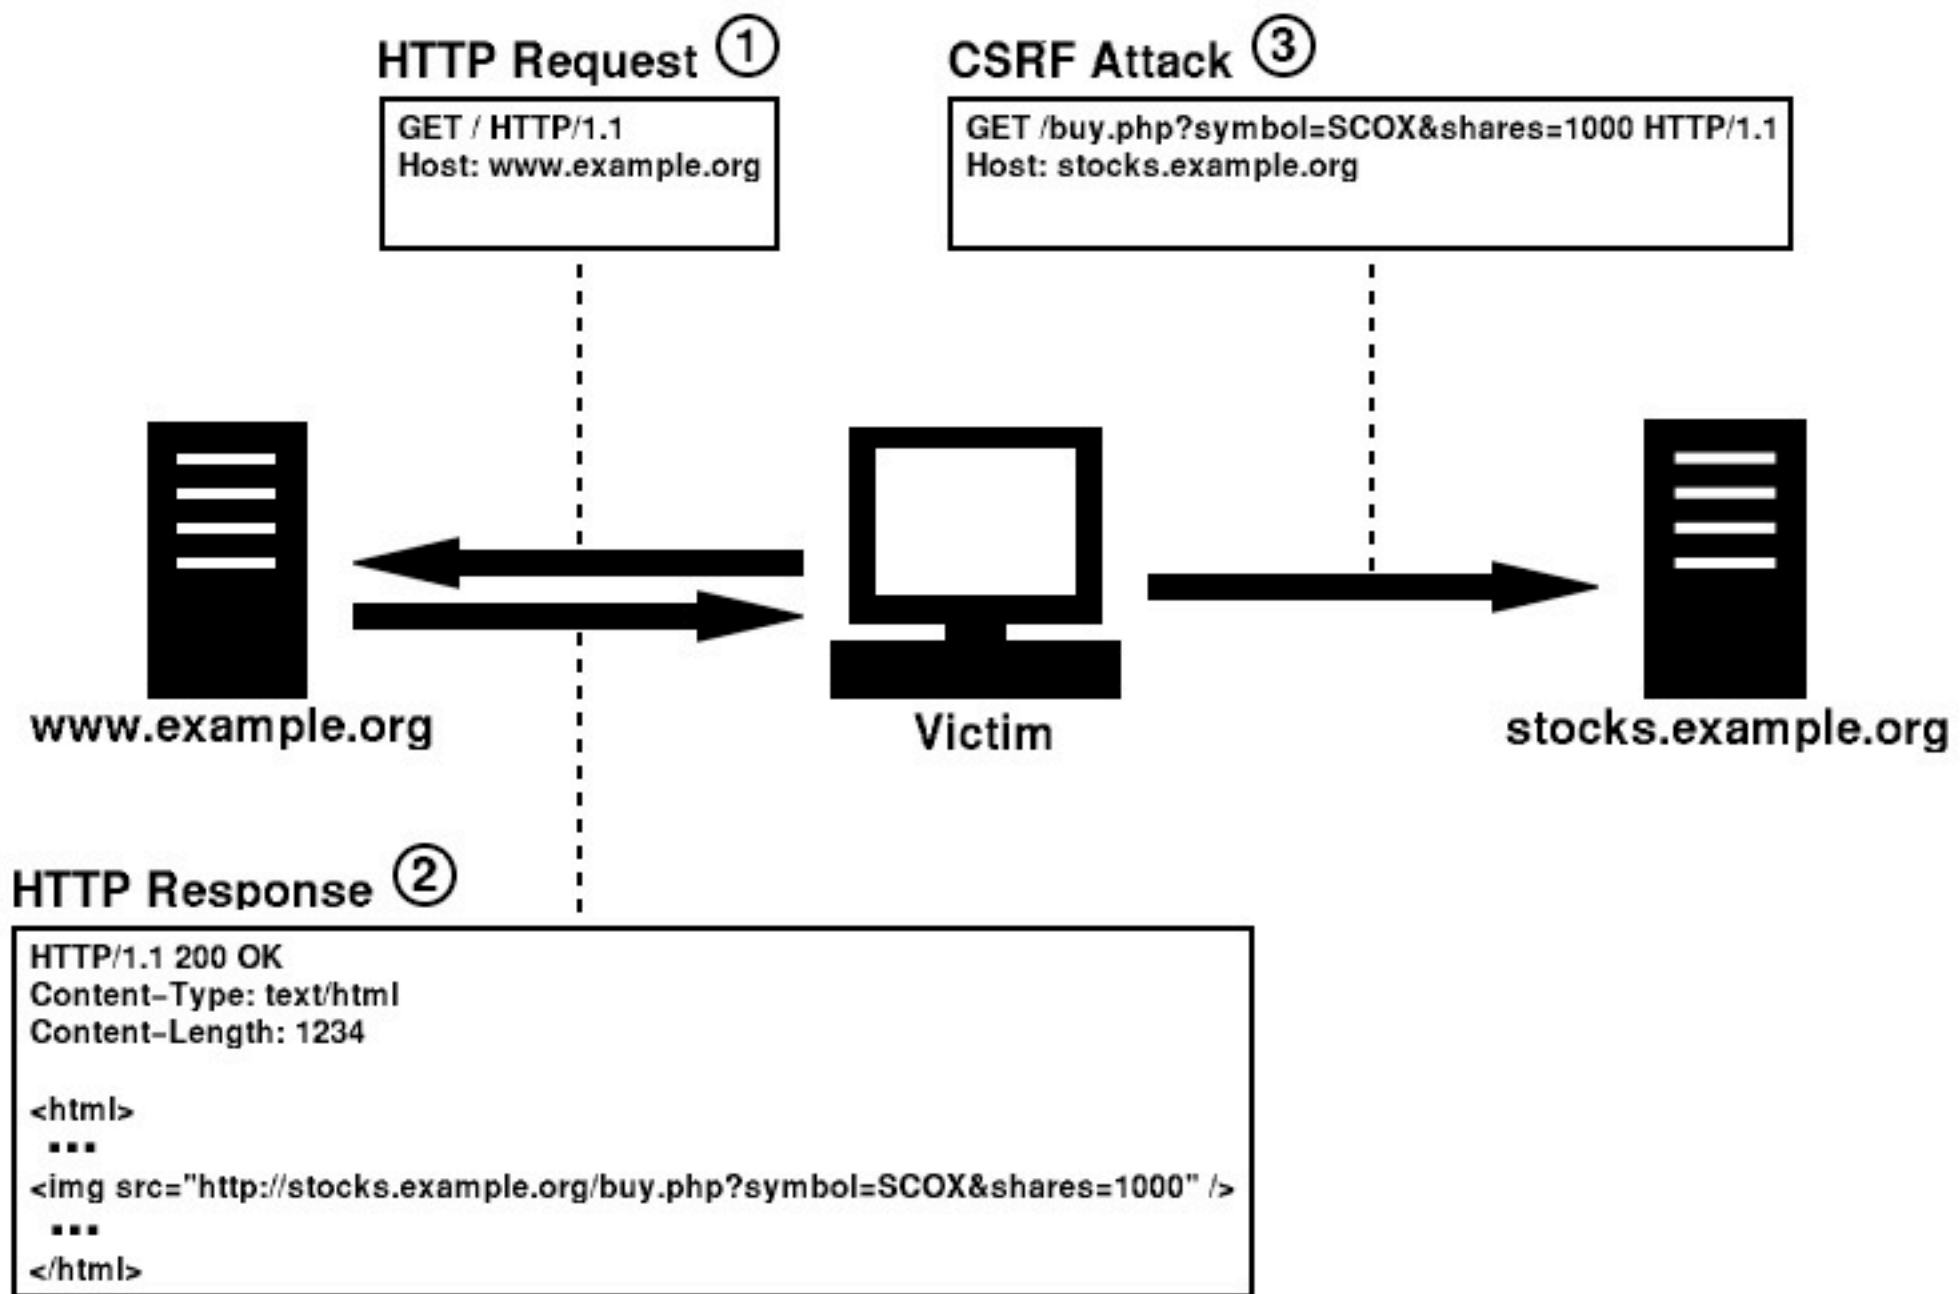 HTTP Request 1
GET / HTTP/1.1
Host: www.example.org
CSRF Attack 3
GET /buy.php?symbol=SCOX&shares=1000 HTTP/1.1
Host: stocks.example.org
www.example.org
Victim
stocks.example.org
HTTP Response 2
HTTP/1.1 200 OK
Content-Type: text/html
Content-Length: 1234
<html>
...
<img src="http://stocks.example.org/buy.php?symbol=SCOX&shares=1000" />
...
</html>